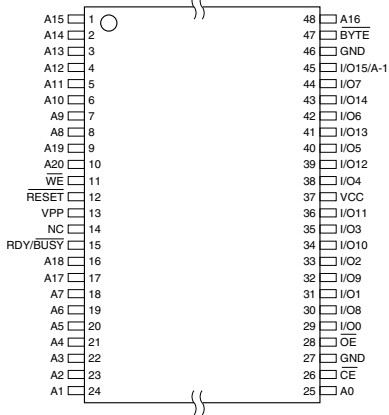 A15 1 48 A16
A14 2 47 BYTE
A13 3 46 GND
A12 4 45 I/O15/A-1
A11 5 44 I/O7
A10 6 43 I/O14
A9 7 42 I/O6
A8 8 41 I/O13
A19 9 40 I/O5
A20 10 39 I/O12
WE 11 38 I/O4
RESET 12 37 VCC
VPP 13 36 I/O11
NC 14 35 I/O3
RDY/BUSY 15 34 I/O10
A18 16 33 I/O2
A17 17 32 I/O9
A7 18 31 I/O1
A6 19 30 I/O8
A5 20 29 I/O0
A4 21 28 OE
A3 22 27 GND
A2 23 26 CE
A1 24 25 A0